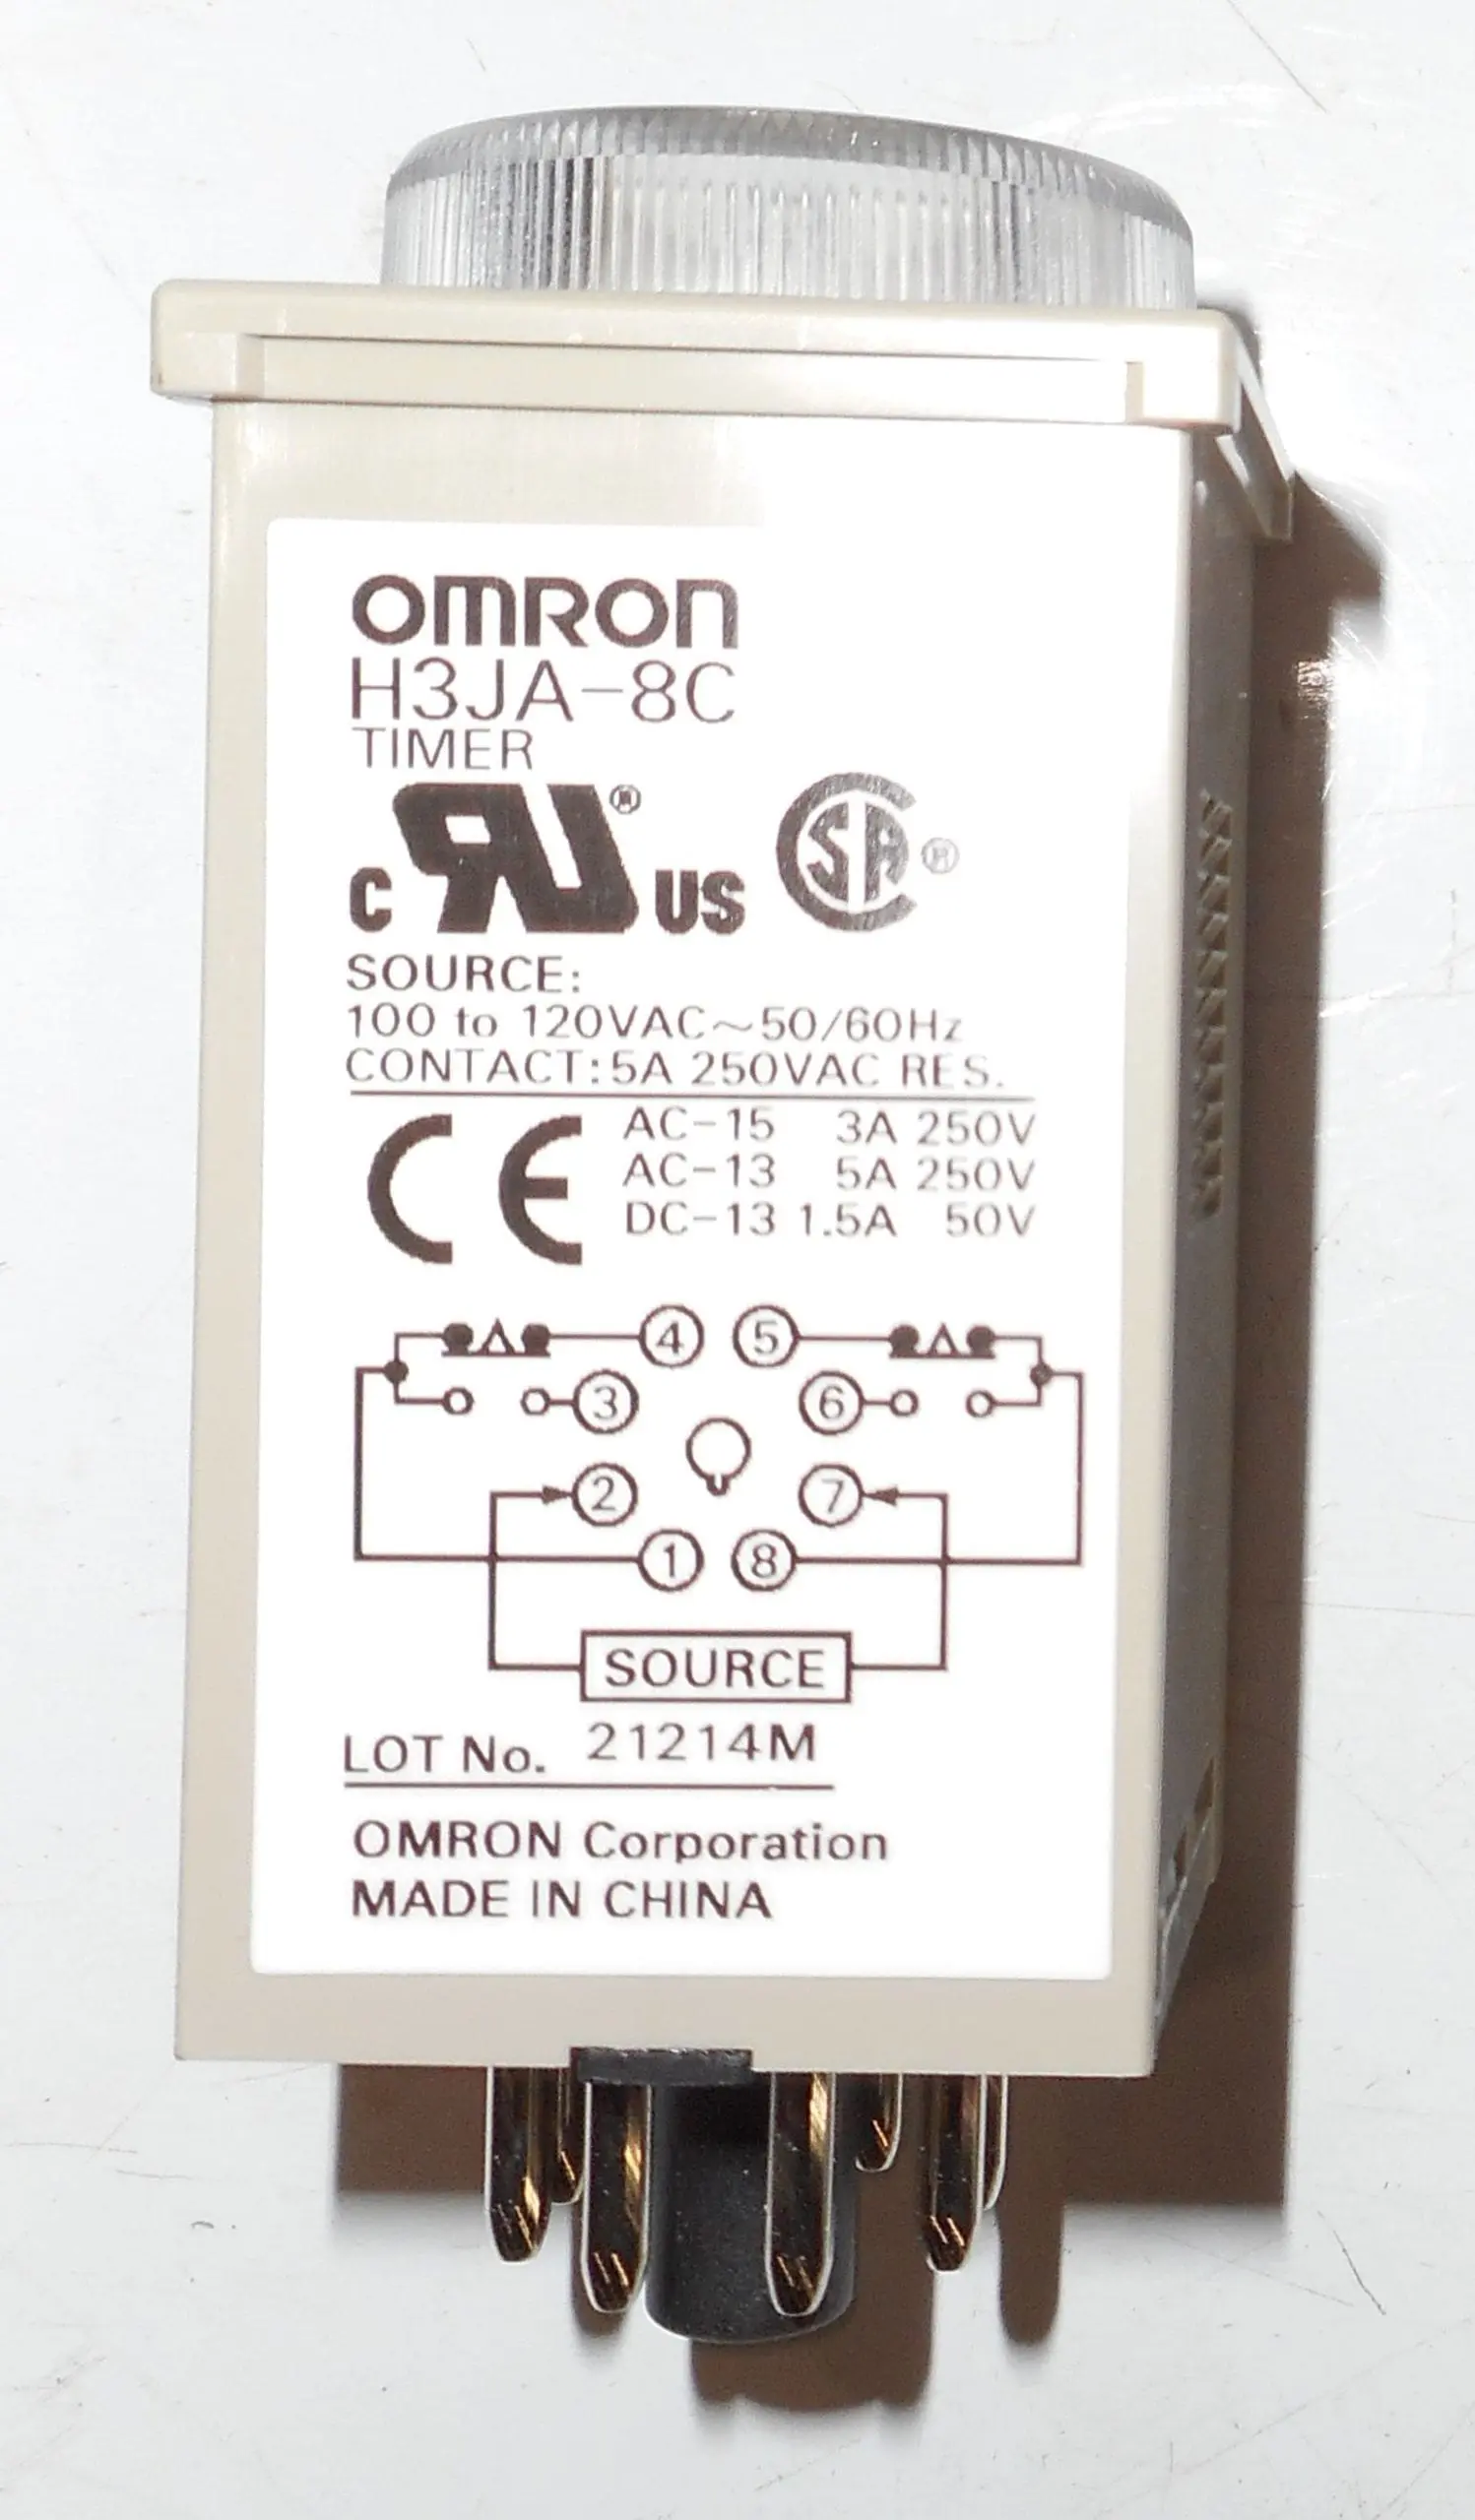 OMRON
H3JA-8C
TIMER
C RU® US CSA®
SOURCE:
100 to 120VAC~50/60Hz
CONTACT:5A 250VAC RES.
CE AC-15 3A 250V
AC-13 5A 250V
DC-13 1.5A 50V
4 5
3 6
2 7
1 8
SOURCE
LOT No. 21214M
OMRON Corporation
MADE IN CHINA